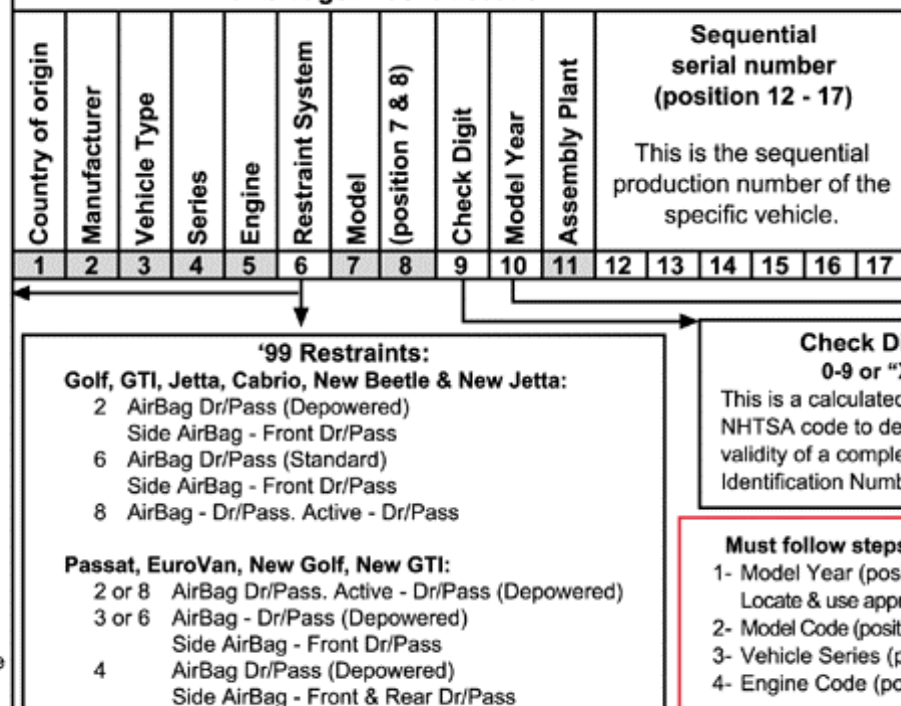 Country of origin
Manufacturer
Vehicle Type
Series
Engine
Restraint System
Model
(position 7 & 8)
Check Digit
Model Year
Assembly Plant
Sequential
serial number
(position 12 - 17)
This is the sequential
production number of the
specific vehicle.
1 2 3 4 5 6 7 8 9 10 11 12 13 14 15 16 17
‘99 Restraints:
Golf, GTI, Jetta, Cabrio, New Beetle & New Jetta:
2 AirBag Dr/Pass (Depowered)
Side AirBag - Front Dr/Pass
6 AirBag Dr/Pass (Standard)
Side AirBag - Front Dr/Pass
8 AirBag - Dr/Pass. Active - Dr/Pass
Passat, EuroVan, New Golf, New GTI:
2 or 8 AirBag Dr/Pass. Active - Dr/Pass (Depowered)
3 or 6 AirBag - Dr/Pass (Depowered)
Side AirBag - Front Dr/Pass
4 AirBag Dr/Pass (Depowered)
Side AirBag - Front & Rear Dr/Pass
Check D
0-9 or “
This is a calculated
NHTSA code to de
validity of a comple
Identification Numb
Must follow steps
1- Model Year (pos
Locate & use appr
2- Model Code (posit
3- Vehicle Series (p
4- Engine Code (po